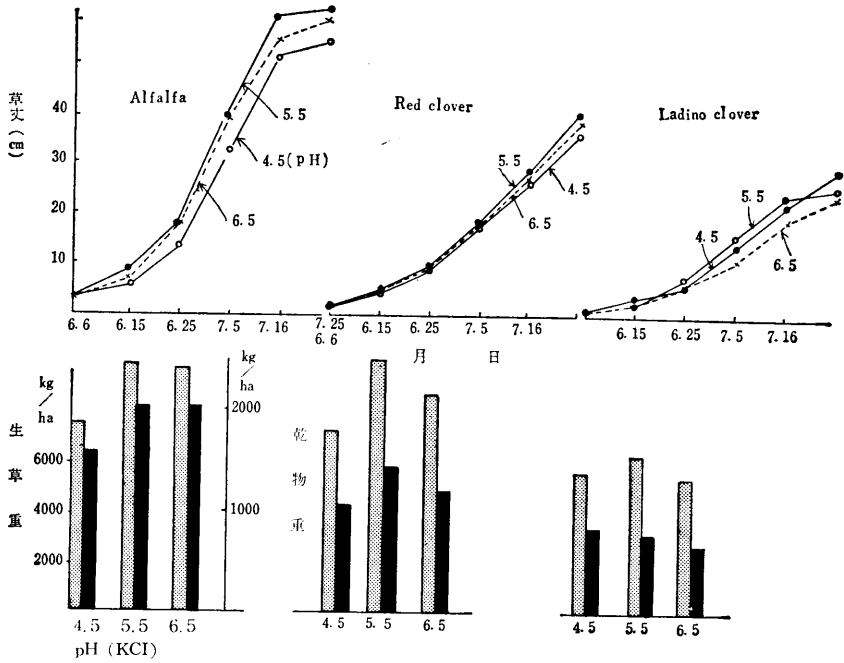 草丈 (cm)
40
30
20
10
Alfalfa
5.5
4.5(pH)
6.5
Red clover
5.5
4.5
6.5
Ladino clover
5.5
4.5
6.5
6.6 6.15 6.25 7.5 7.16 7.25
6.6 6.15 6.25 7.5 7.16
6.15 6.25 7.5 7.16
月 日
kg/ha
生草重
6000
4000
2000
kg/ha
2000
1000
乾物重
4.5 5.5 6.5
4.5 5.5 6.5
4.5 5.5 6.5
pH (KCl)